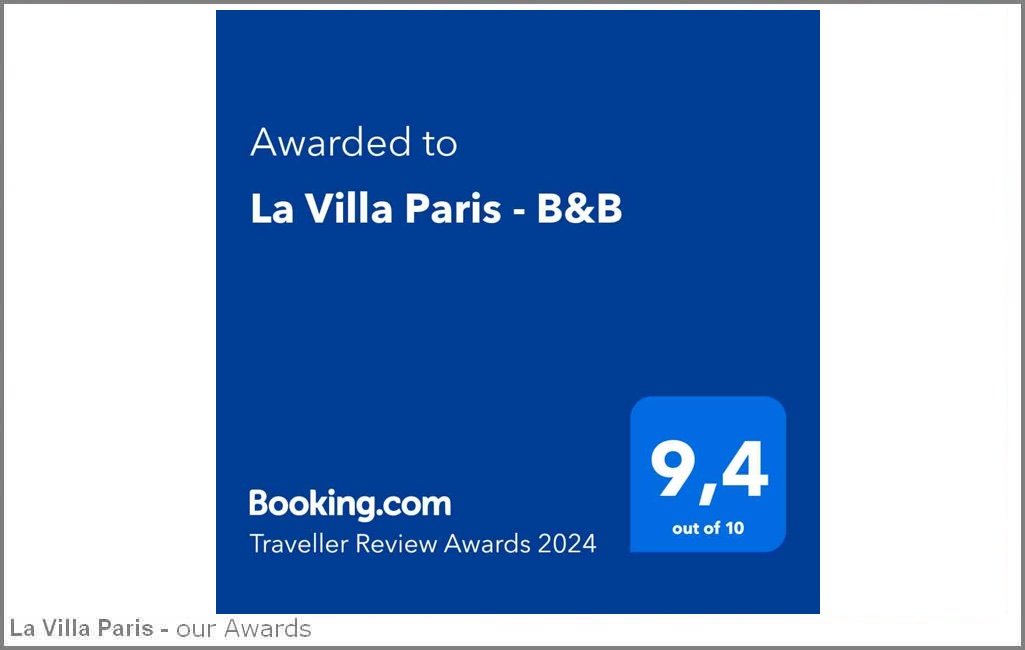 Awarded to
La Villa Paris - B&B
9,4
out of 10
Booking.com
Traveller Review Awards 2024
La Villa Paris - our Awards